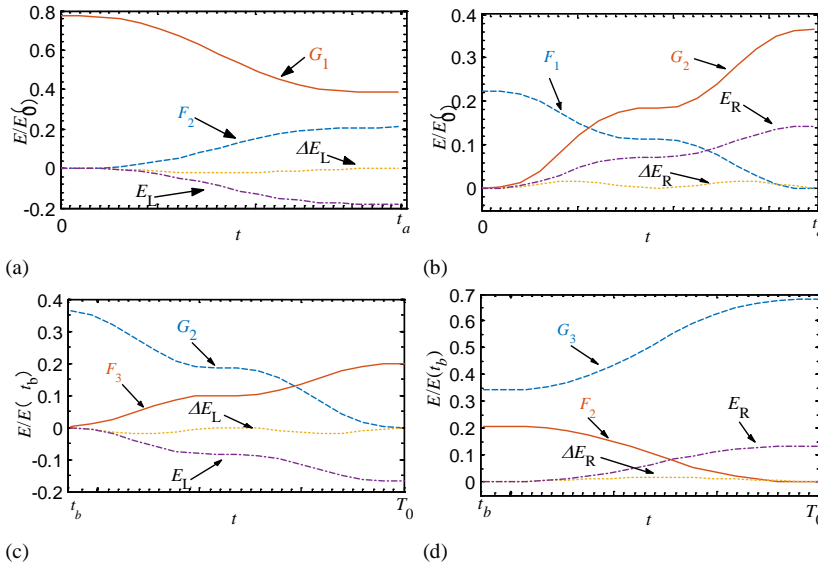 0.8
0.6
0.4
0.2
0
-0.2
E/E(0)
G1
F2
ΔEL
EL
0
t
ta
(a)
0.4
0.3
0.2
0.1
0
E/E(0)
F1
G2
ER
ΔER
0
t
(b)
0.4
0.3
0.2
0.1
0
-0.1
-0.2
E/E( tb)
G2
F3
ΔEL
EL
tb
t
T0
(c)
0.7
0.6
0.5
0.4
0.3
0.2
0.1
0
E/E(tb)
G3
F2
ER
ΔER
tb
t
T0
(d)